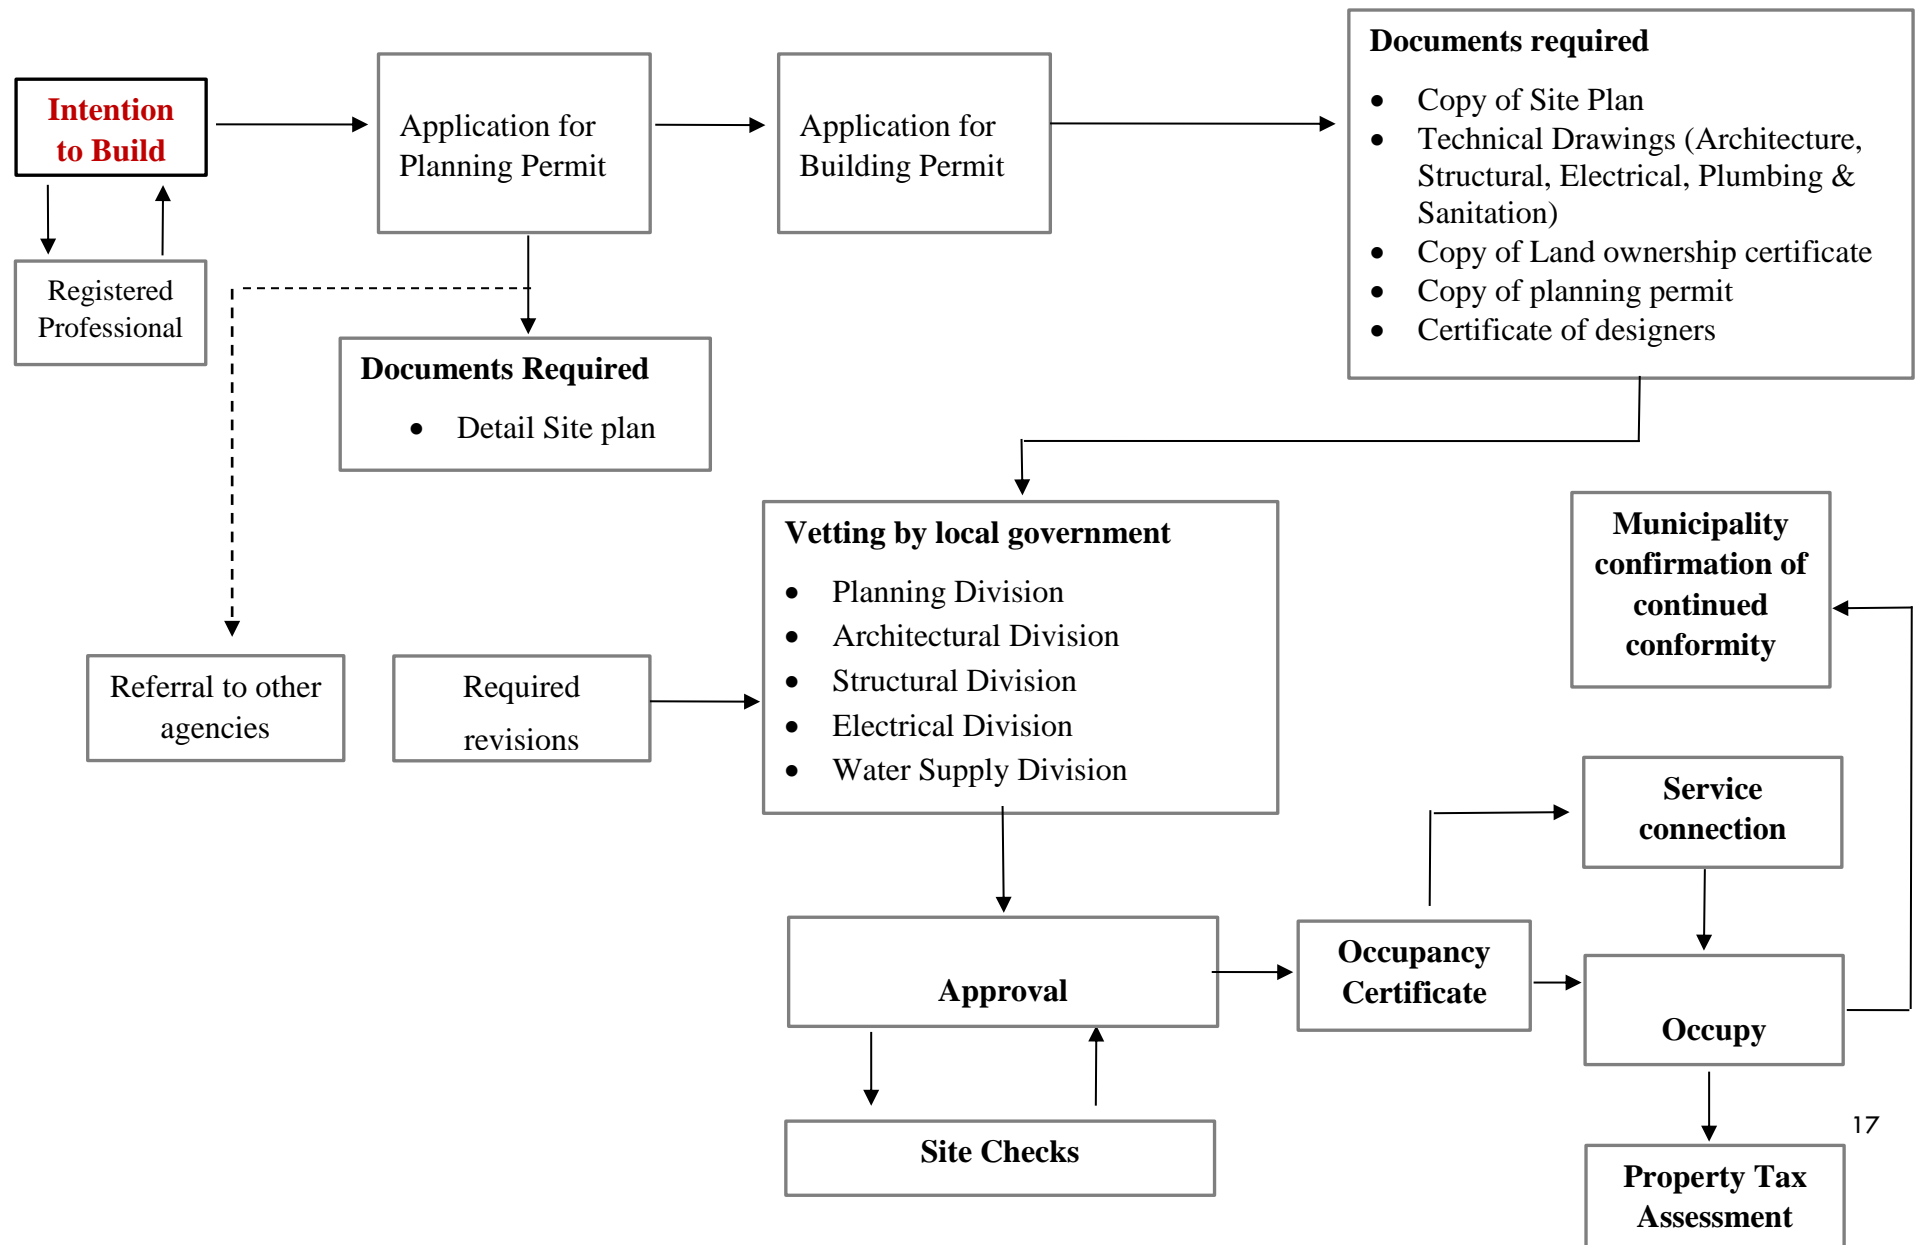 Intention
to Build
Application for
Planning Permit
Application for
Building Permit
Documents required
• Copy of Site Plan
• Technical Drawings (Architecture,
Structural, Electrical, Plumbing &
Sanitation)
• Copy of Land ownership certificate
• Copy of planning permit
• Certificate of designers
Registered
Professional
Documents Required
• Detail Site plan
Vetting by local government
• Planning Division
• Architectural Division
• Structural Division
• Electrical Division
• Water Supply Division
Municipality
confirmation of
continued
conformity
Referral to other
agencies
Required
revisions
Service
connection
Approval
Occupancy
Certificate
Occupy
Site Checks
17
Property Tax
Assessment